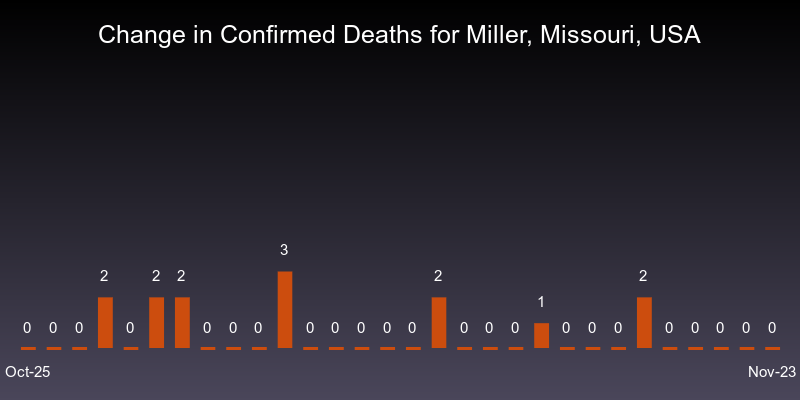 Change in Confirmed Deaths for Miller, Missouri, USA
3
2 2 2 2 2
1
0 0 0 0 0 0 0 0 0 0 0 0 0 0 0 0 0 0 0 0 0 0 0
Oct-25 Nov-23